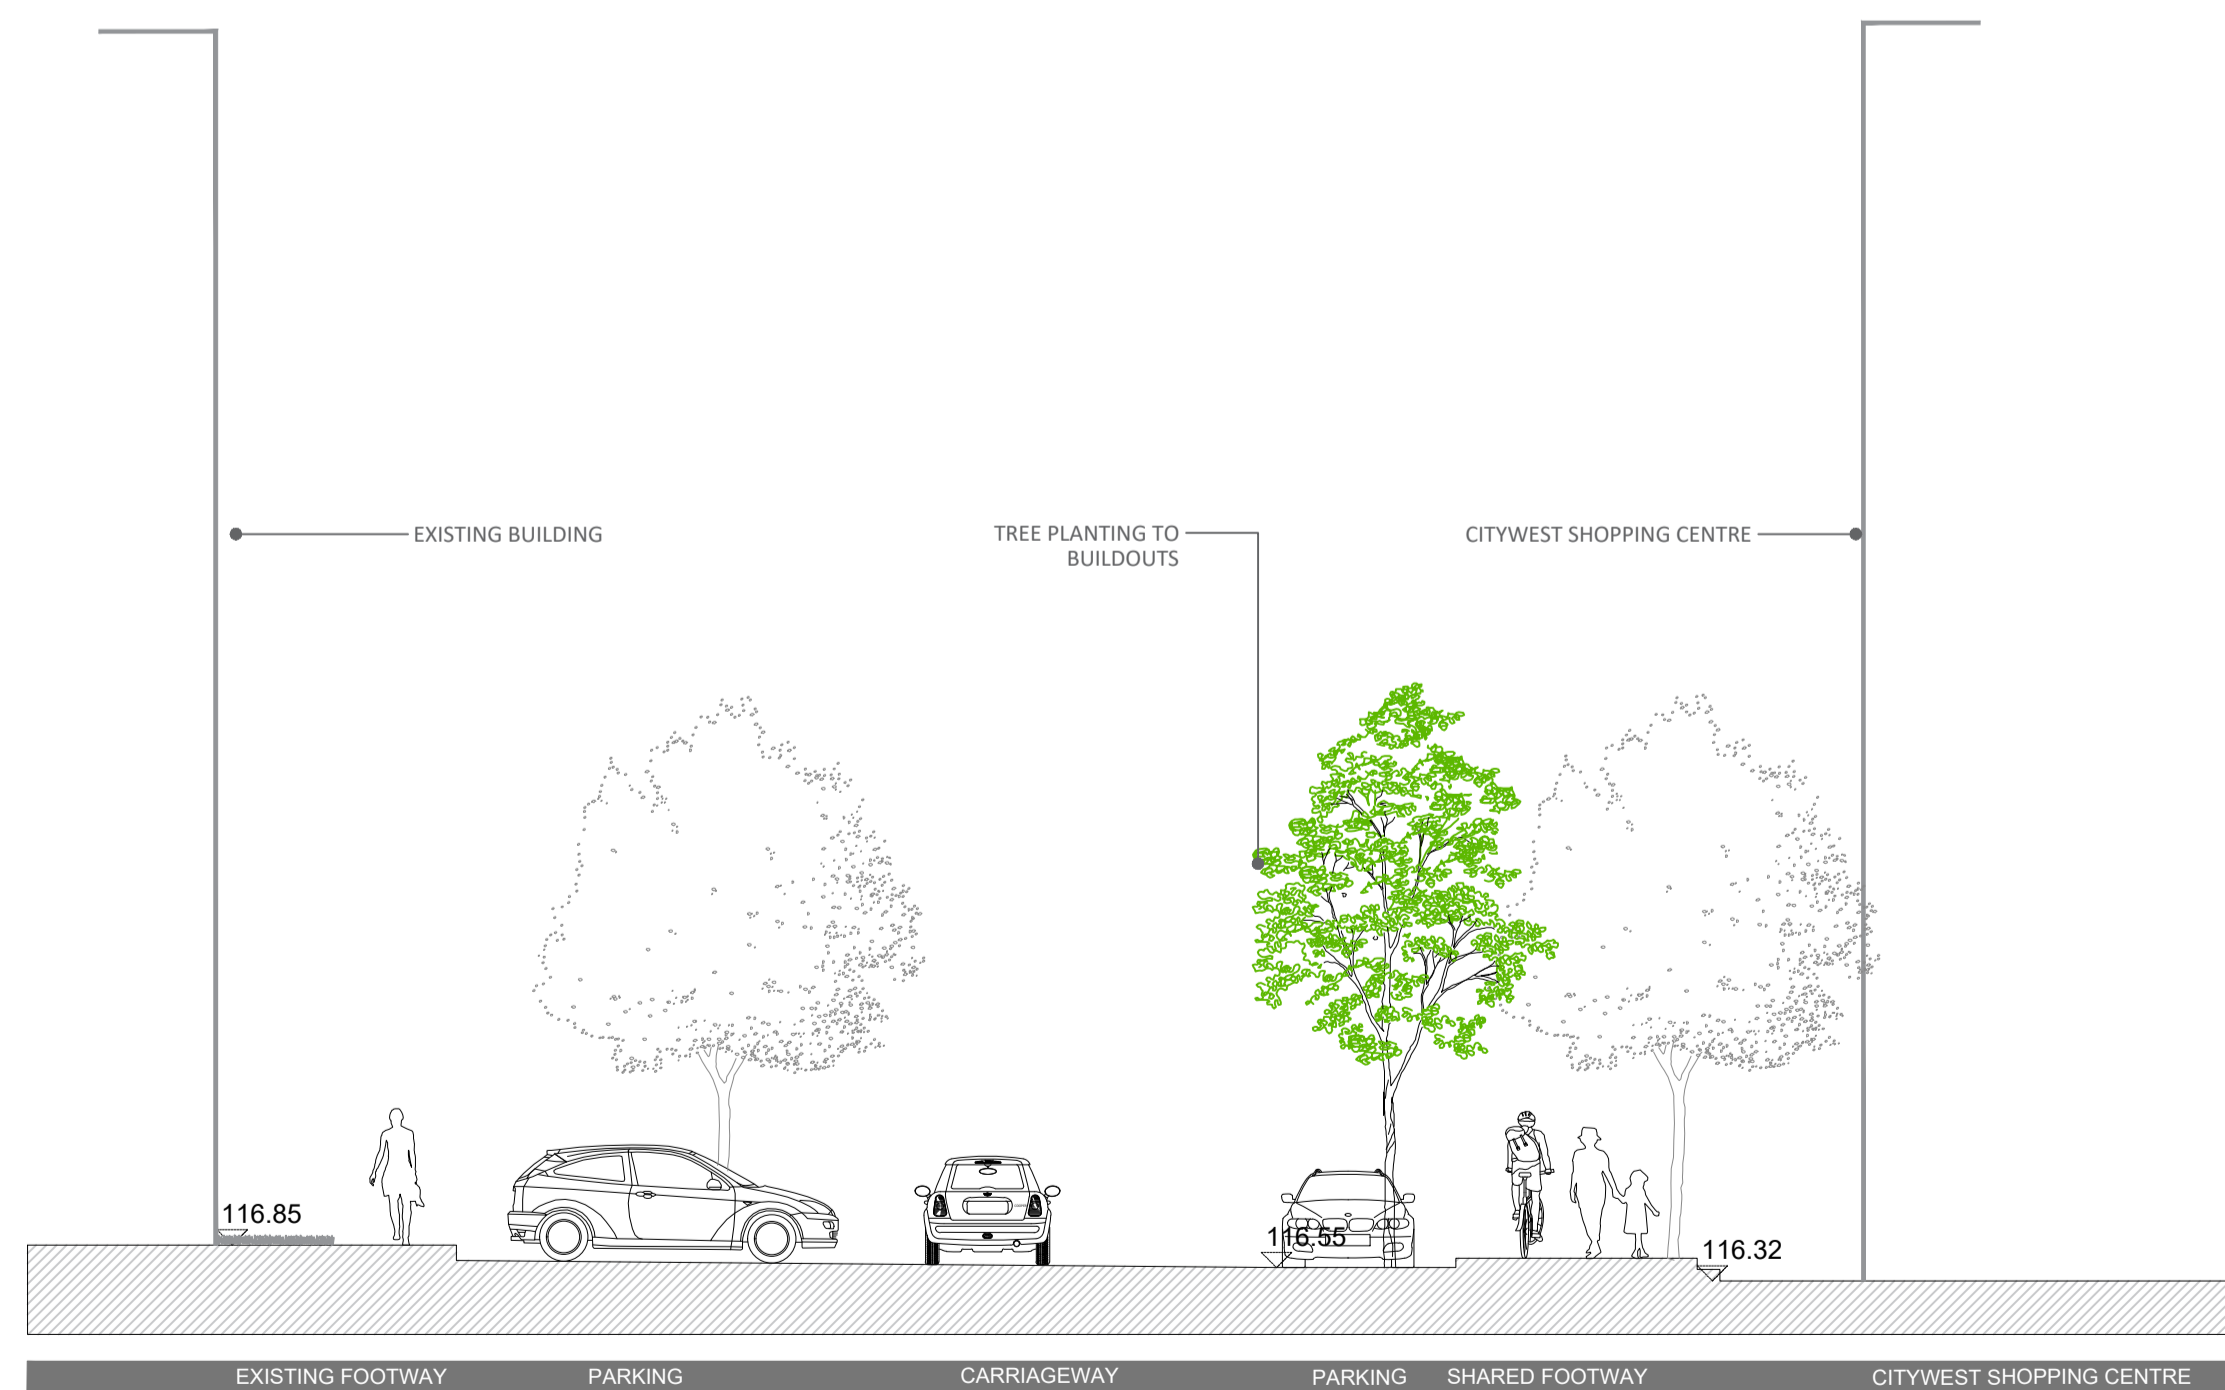 EXISTING BUILDING
TREE PLANTING TO
BUILDOUTS
CITYWEST SHOPPING CENTRE
116.85
116.55
116.32
EXISTING FOOTWAY
PARKING
CARRIAGEWAY
PARKING
SHARED FOOTWAY
CITYWEST SHOPPING CENTRE